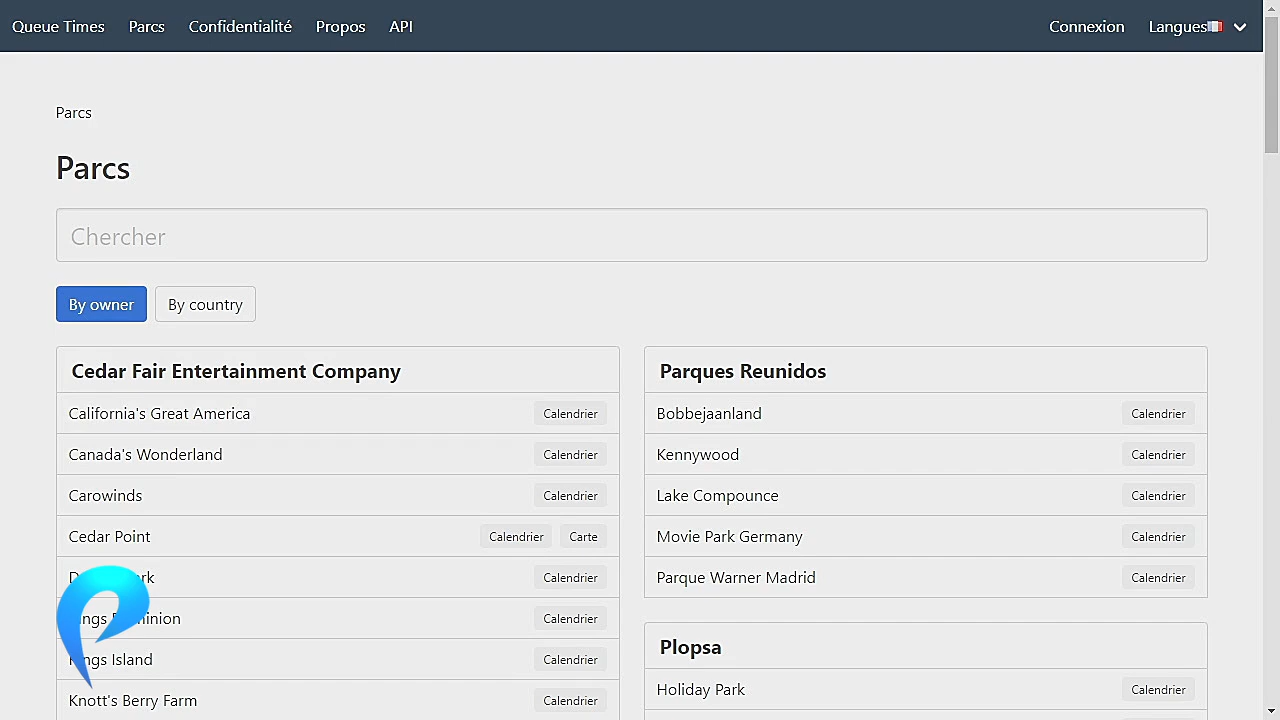 Queue Times Parcs Confidentialité Propos API Connexion Langues
Parcs
Parcs
Chercher
By owner By country
Cedar Fair Entertainment Company
California's Great America Calendrier
Canada's Wonderland Calendrier
Carowinds Calendrier
Cedar Point Calendrier Carte
Calendrier
Calendrier
Island Calendrier
Knott's Berry Farm Calendrier
Parques Reunidos
Bobbejaanland Calendrier
Kennywood Calendrier
Lake Compounce Calendrier
Movie Park Germany Calendrier
Parque Warner Madrid Calendrier
Plopsa
Holiday Park Calendrier